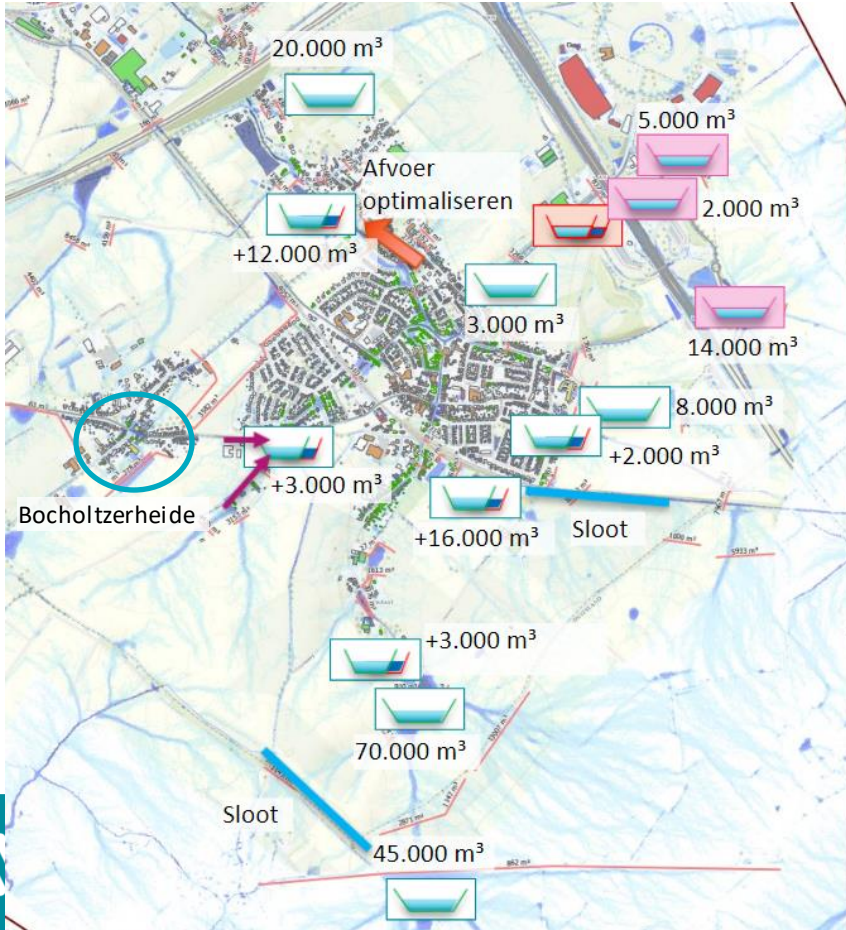 20.000 m³
5.000 m³
Afvoer
optimaliseren
2.000 m³
+12.000 m³
3.000 m³
14.000 m³
8.000 m³
+2.000 m³
+3.000 m³
Bocholtzerheide
+16.000 m³
Sloot
+3.000 m³
70.000 m³
Sloot
45.000 m³
862 m³